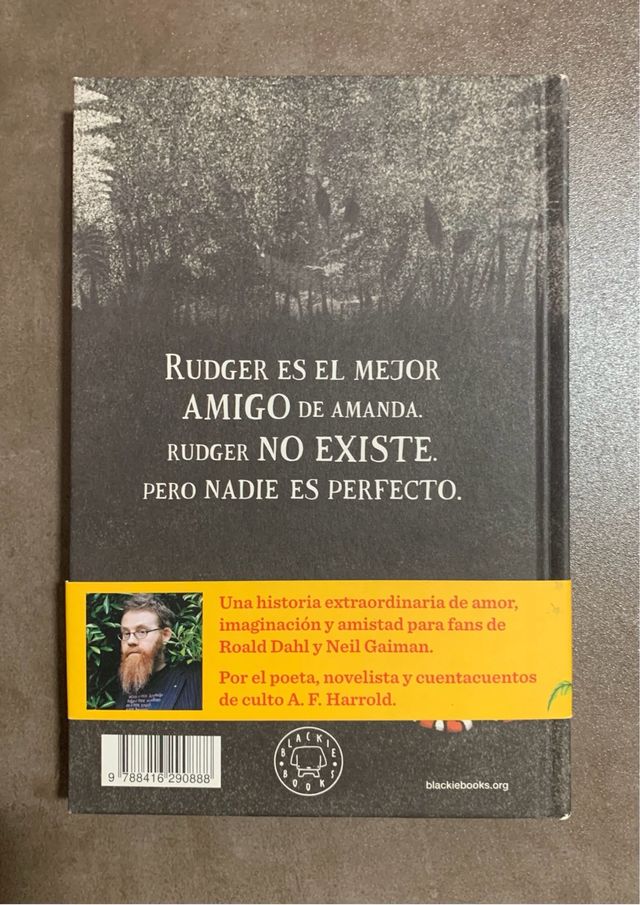 RUDGER ES EL MEJOR
AMIGO DE AMANDA.
RUDGER NO EXISTE.
PERO NADIE ES PERFECTO.
Una historia extraordinaria de amor,
imaginación y amistad para fans de
Roald Dahl y Neil Gaiman.
Por el poeta, novelista y cuentacuentos
de culto A. F. Harrold.
9 788416 290888
BLACKIE
BOOKS
blackiebooks.org